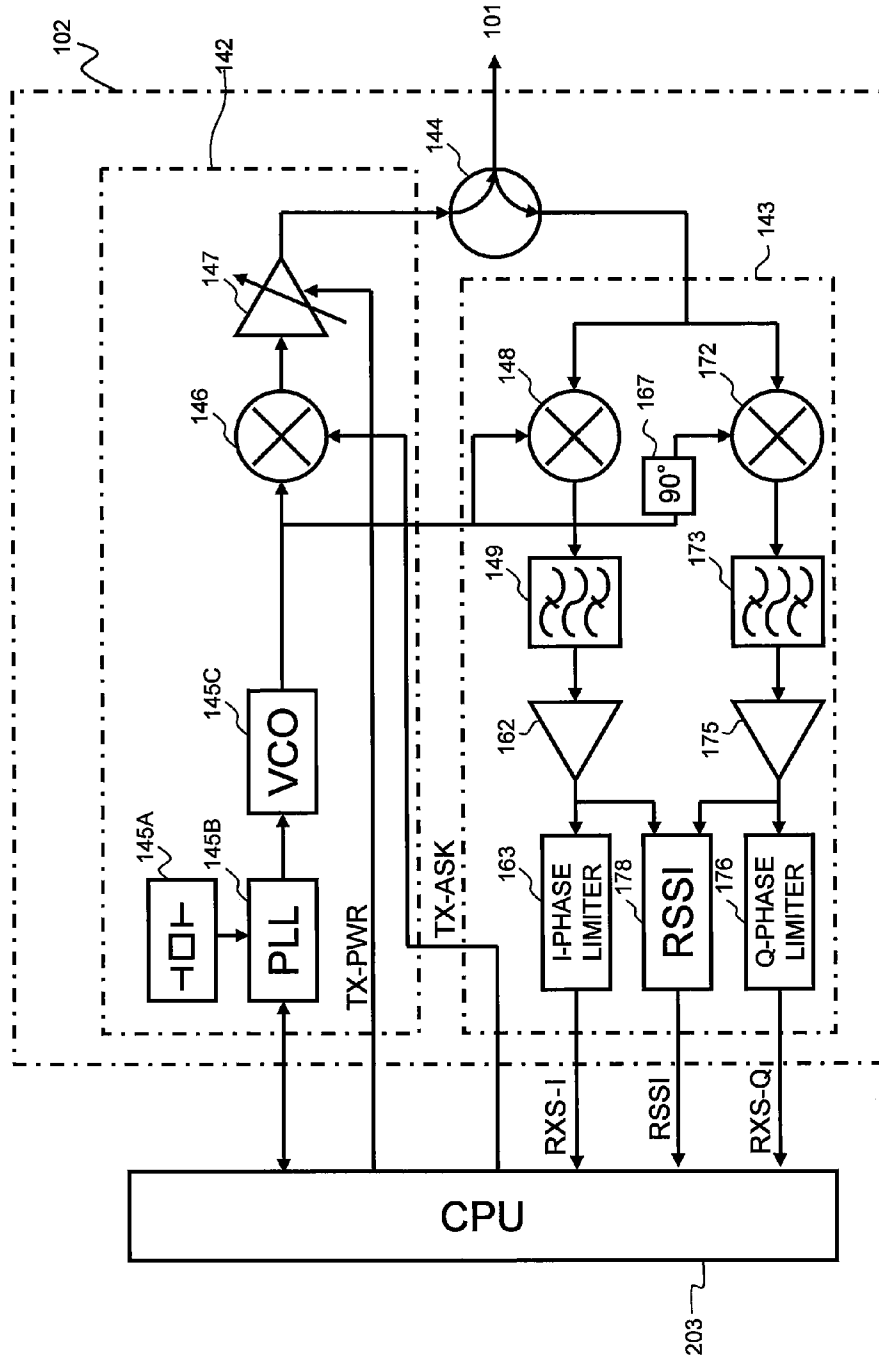 102
142
101
144
147
146
145C
VCO
145A
145B
PLL
TX-PWR
TX-ASK
143
148
167
90°
172
149
173
162
175
163
I-PHASE
LIMITER
178
RSSI
176
Q-PHASE
LIMITER
RXS-I
RSSI
RXS-Q
CPU
203